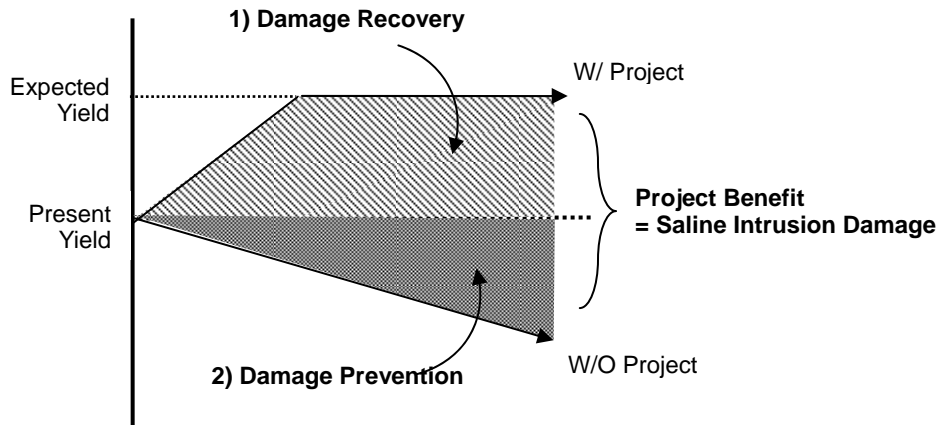 1) Damage Recovery
W/ Project
Expected
Yield
Project Benefit
= Saline Intrusion Damage
Present
Yield
W/O Project
2) Damage Prevention